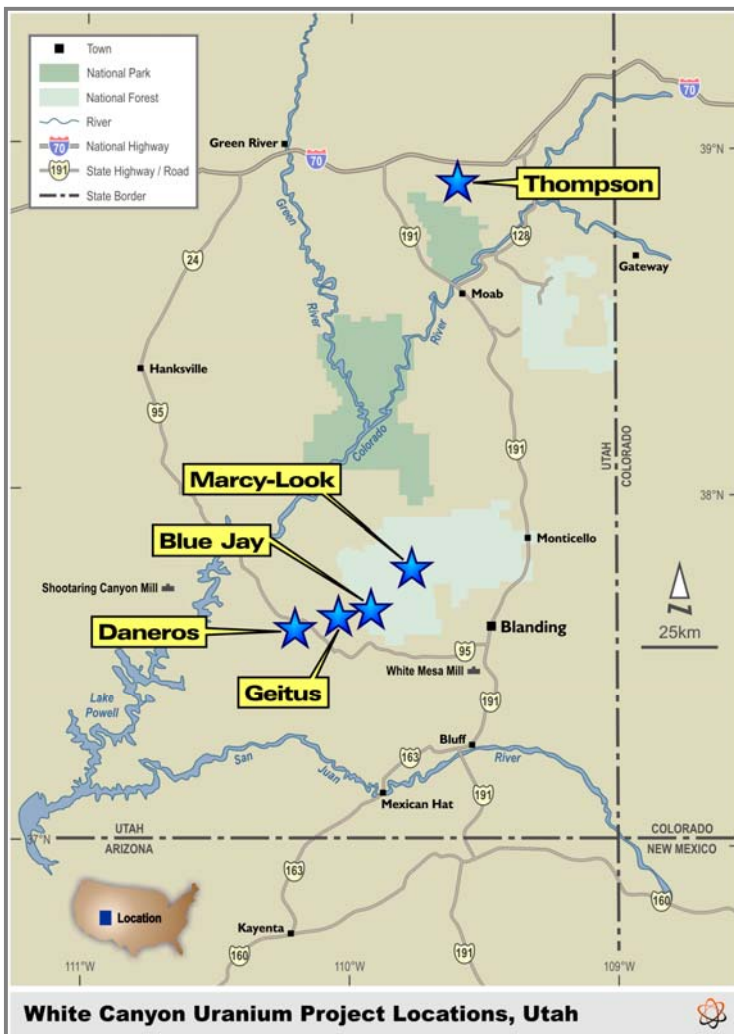 Town
National Park
National Forest
River
70
National Highway
191
State Highway / Road
State Border
Green River
70
70
39°N
Thompson
Green
191
128
Gateway
24
Moab
River
River
Hanksville
95
Colorado
191
UTAH
COLORADO
Marcy-Look
38°N
Blue Jay
Monticello
Shootaring Canyon Mill
Daneros
Blanding
25km
95
White Mesa Mill
Geitus
191
Lake
Powell
Bluff
163
San
Juan
River
191
Mexican Hat
37°N
UTAH
ARIZONA
COLORADO
NEW MEXICO
163
Location
160
Kayenta
160
191
111°W
110°W
109°W
White Canyon Uranium Project Locations, Utah